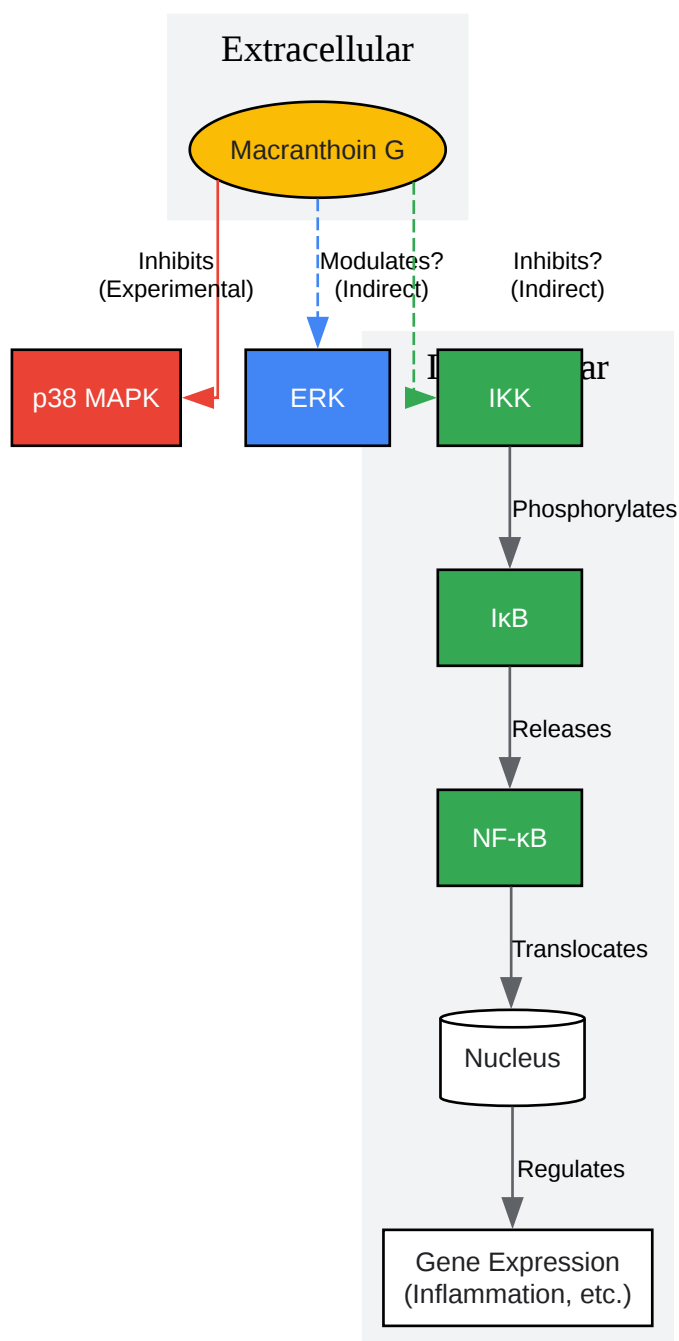 Extracellular
Macranthoin G
Inhibits
(Experimental)
Modulates?
(Indirect)
Inhibits?
(Indirect)
p38 MAPK
ERK
IKK
Phosphorylates
IκB
Releases
NF-κB
Translocates
Nucleus
Regulates
Gene Expression
(Inflammation, etc.)